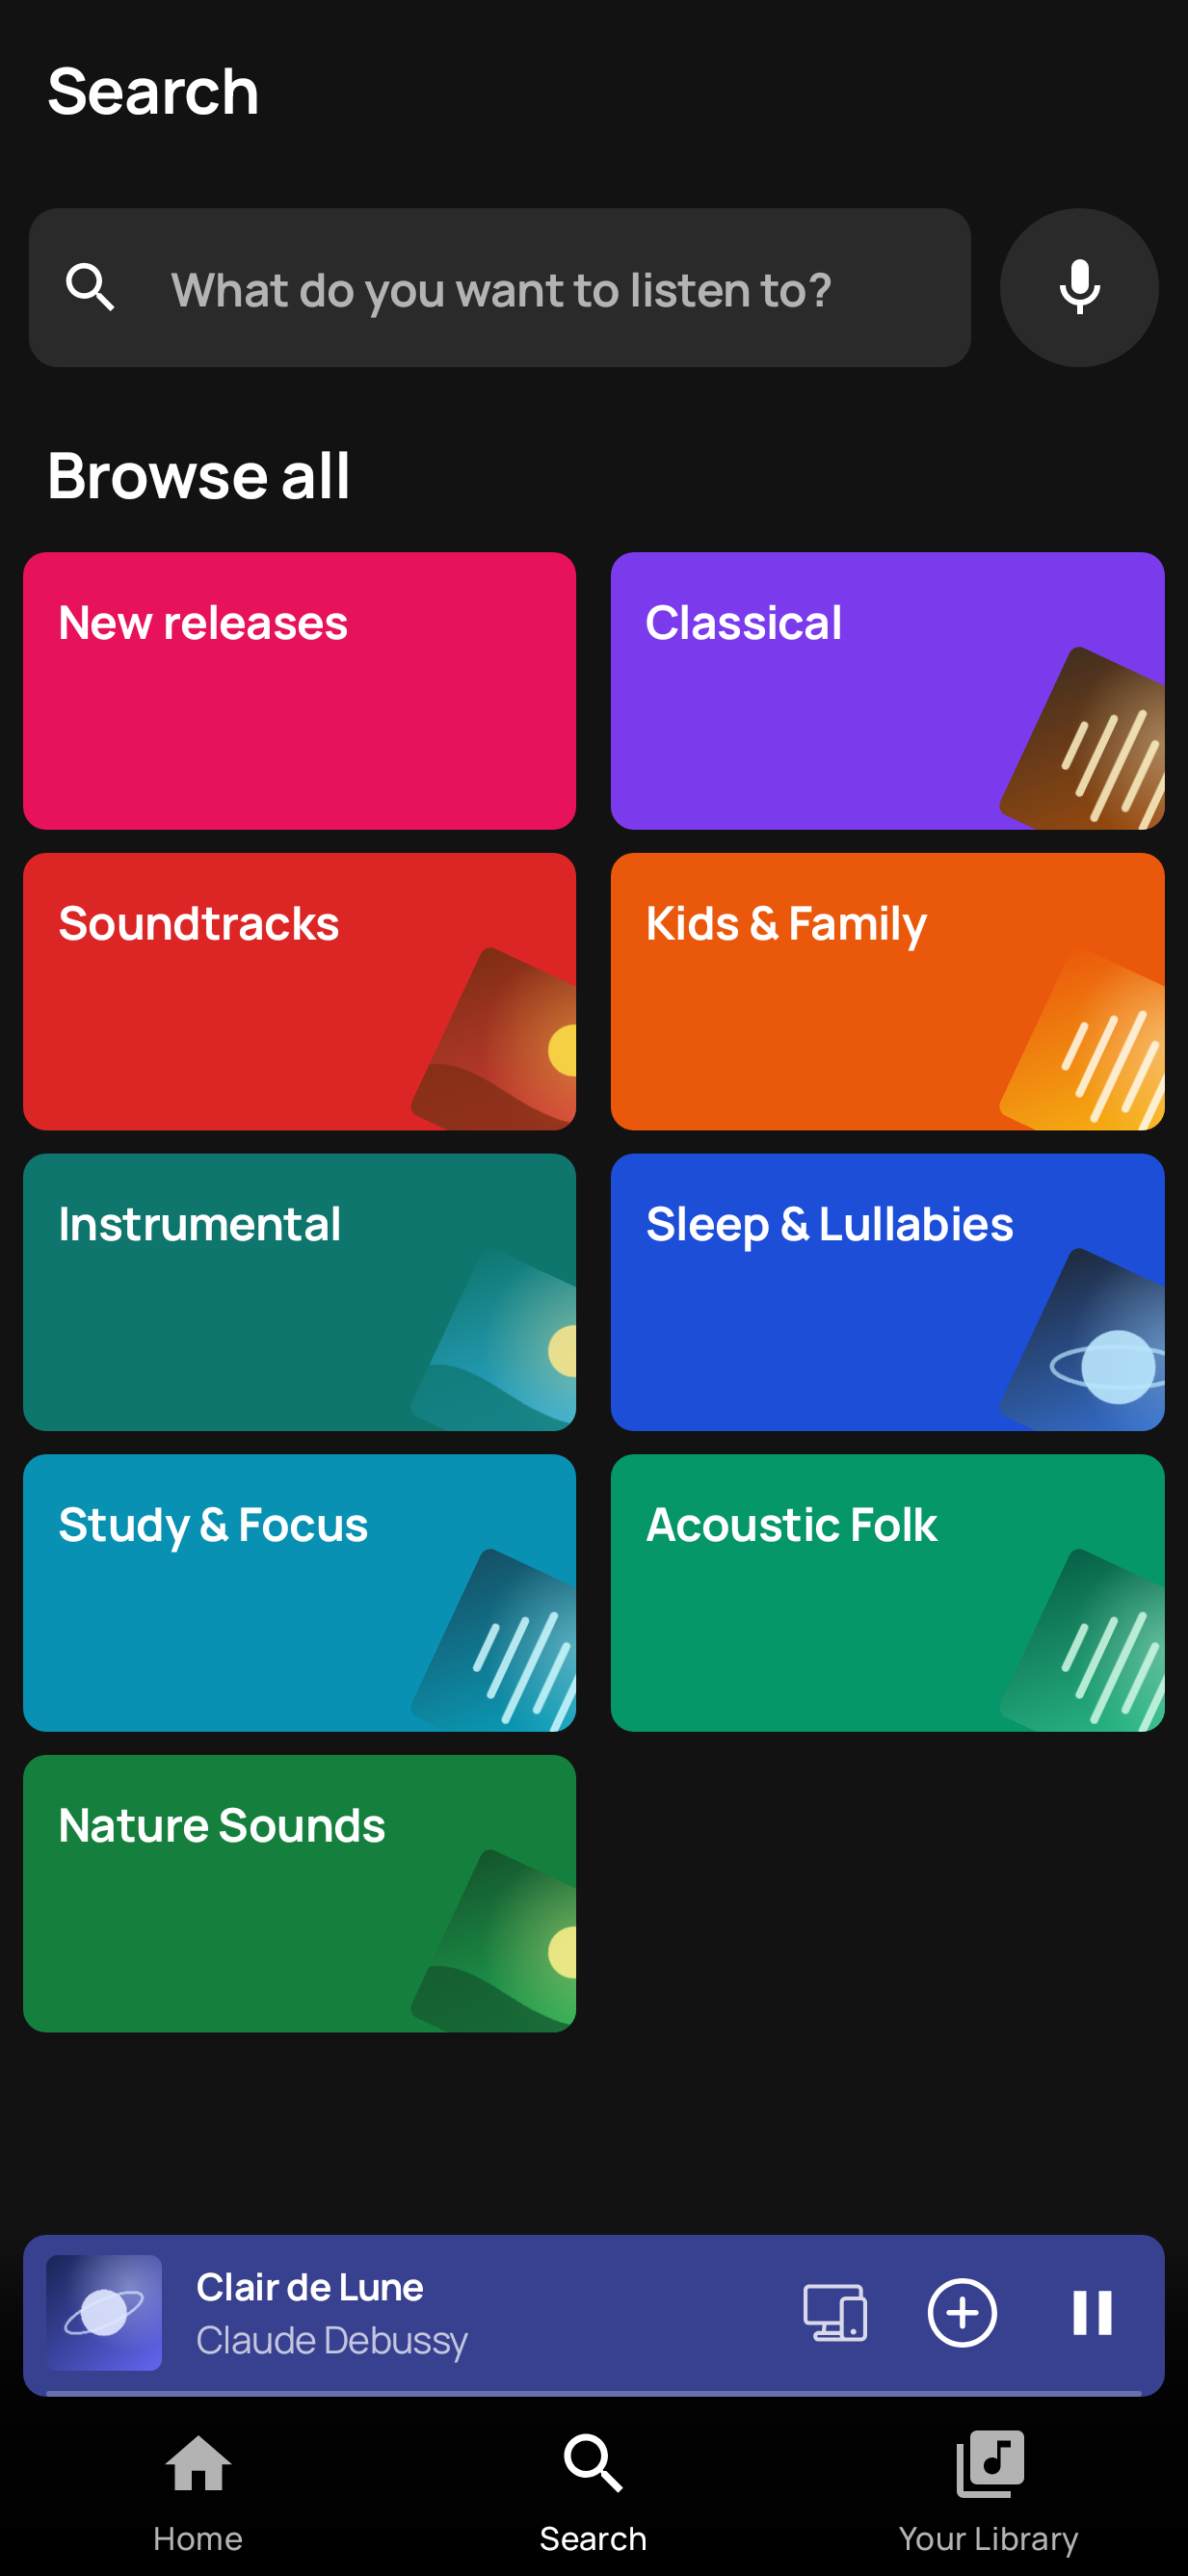 Search
What do you want to listen to?
Browse all
New releases
Classical
Soundtracks
Kids & Family
Instrumental
Sleep & Lullabies
Study & Focus
Acoustic Folk
Nature Sounds
Clair de Lune
Claude Debussy
Home
Search
Your Library